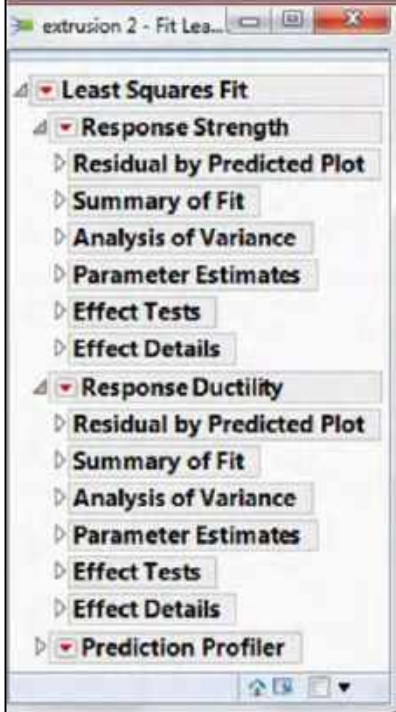 extrusion 2 - Fit Lea...
Least Squares Fit
Response Strength
Residual by Predicted Plot
Summary of Fit
Analysis of Variance
Parameter Estimates
Effect Tests
Effect Details
Response Ductility
Residual by Predicted Plot
Summary of Fit
Analysis of Variance
Parameter Estimates
Effect Tests
Effect Details
Prediction Profiler